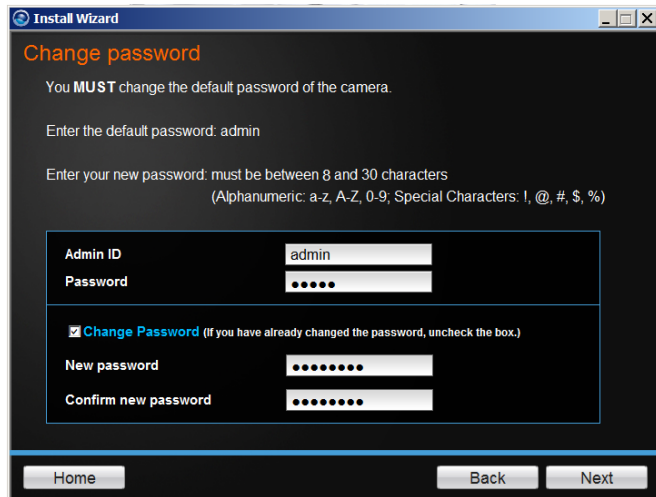 Install Wizard
Change password
You MUST change the default password of the camera.
Enter the default password: admin
Enter your new password: must be between 8 and 30 characters
(Alphanumeric: a-z, A-Z, 0-9; Special Characters: !, @, #, $, %)
Admin ID admin
Password ●●●●●
Change Password (If you have already changed the password, uncheck the box.)
New password ●●●●●●●●
Confirm new password ●●●●●●●●
Home Back Next